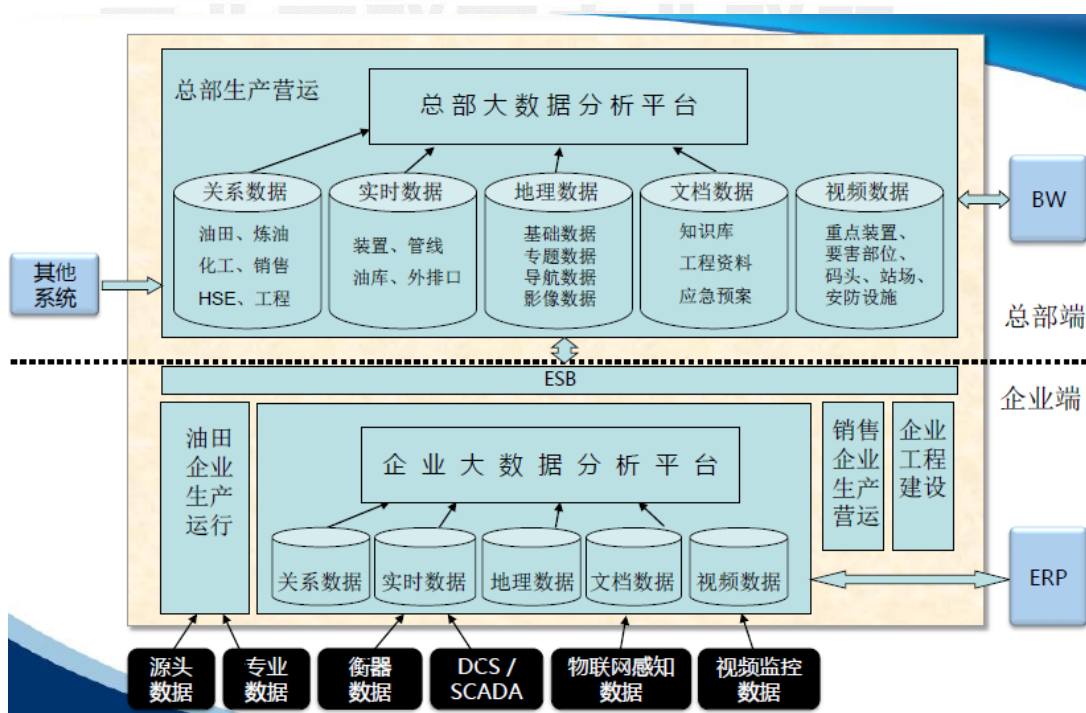 总部生产营运
总部大数据分析平台
关系数据
油田、炼油
化工、销售
HSE、工程
实时数据
装置、管线
油库、外排口
地理数据
基础数据
专题数据
导航数据
影像数据
文档数据
知识库
工程资料
应急预案
视频数据
重点装置、
要害部位、
码头、站场、
安防设施
BW
其他
系统
总部端
ESB
企业端
油田
企业
生产
运行
企业大数据分析平台
关系数据
实时数据
地理数据
文档数据
视频数据
销售
企业
生产
营运
企业
工程
建设
ERP
源头
数据
专业
数据
衡器
数据
DCS /
SCADA
物联网感知
数据
视频监控
数据